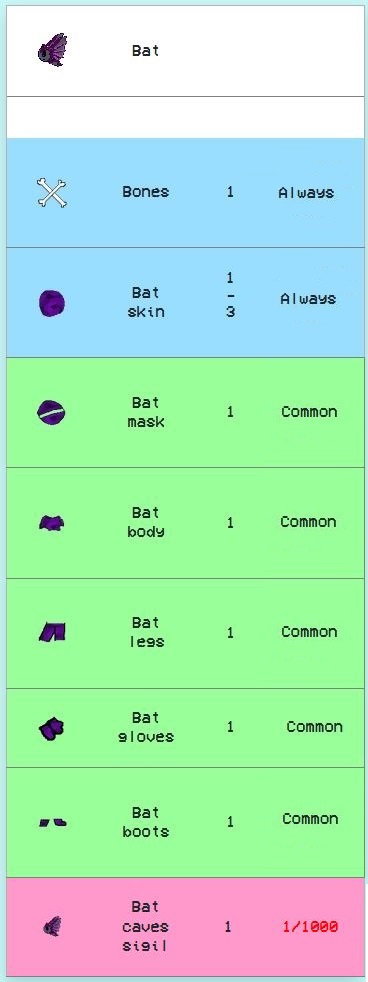 Bat
Bones 1 Always
Bat
skin
1
-
3
Always
Bat
mask
1 Common
Bat
body
1 Common
Bat
legs
1 Common
Bat
gloves
1 Common
Bat
boots
1 Common
Bat
caves
sigil
1 1/1000